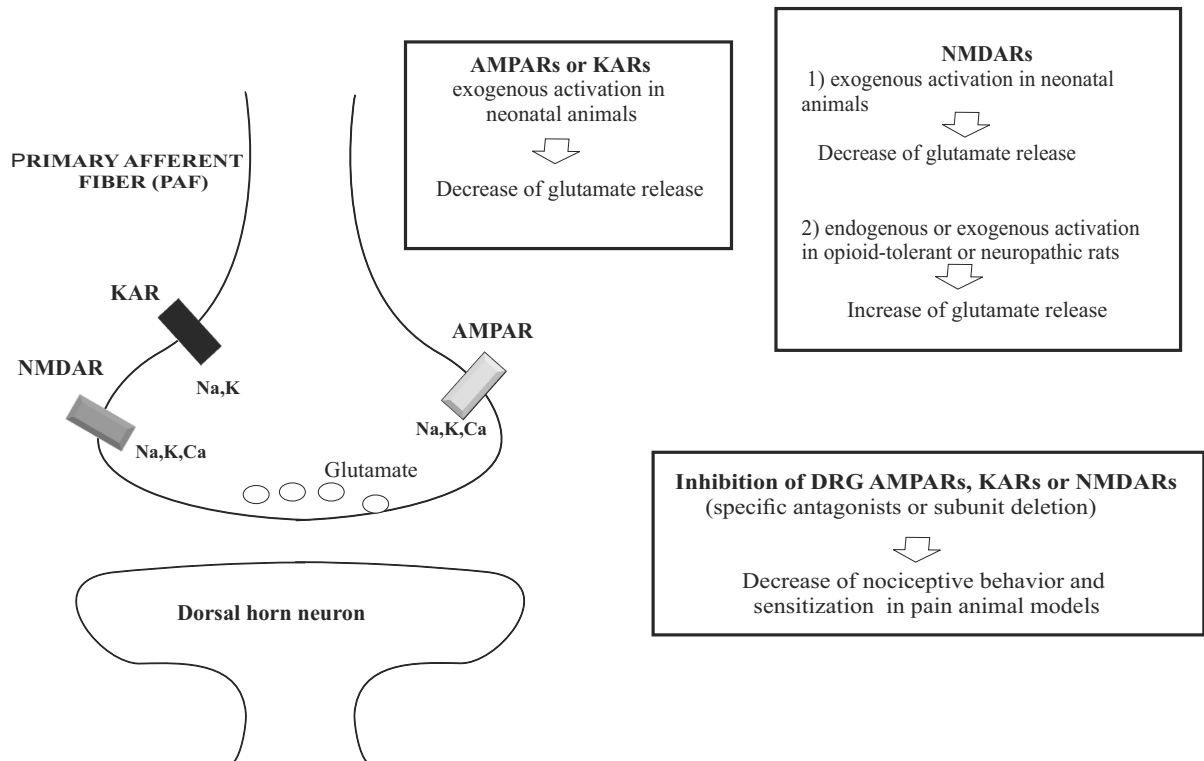 PRIMARY AFFERENT
FIBER (PAF)
KAR
NMDAR
Na,K
Na,K,Ca
AMPAR
Na,K,Ca
Glutamate
Dorsal horn neuron
AMPARs or KARs
exogenous activation in
neonatal animals
Decrease of glutamate release
NMDARs
1) exogenous activation in neonatal
animals
Decrease of glutamate release
2) endogenous or exogenous activation
in opioid-tolerant or neuropathic rats
Increase of glutamate release
Inhibition of DRG AMPARs, KARs or NMDARs
(specific antagonists or subunit deletion)
Decrease of nociceptive behavior and
sensitization in pain animal models